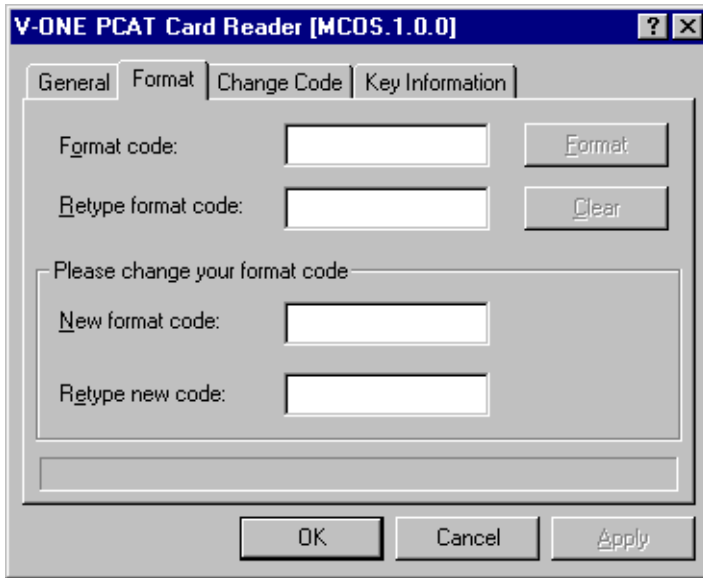 V-ONE PCAT Card Reader [MCOS.1.0.0]
General Format Change Code Key Information
Format code: Format
Retype format code: Clear
Please change your format code
New format code:
Retype new code:
OK Cancel Apply